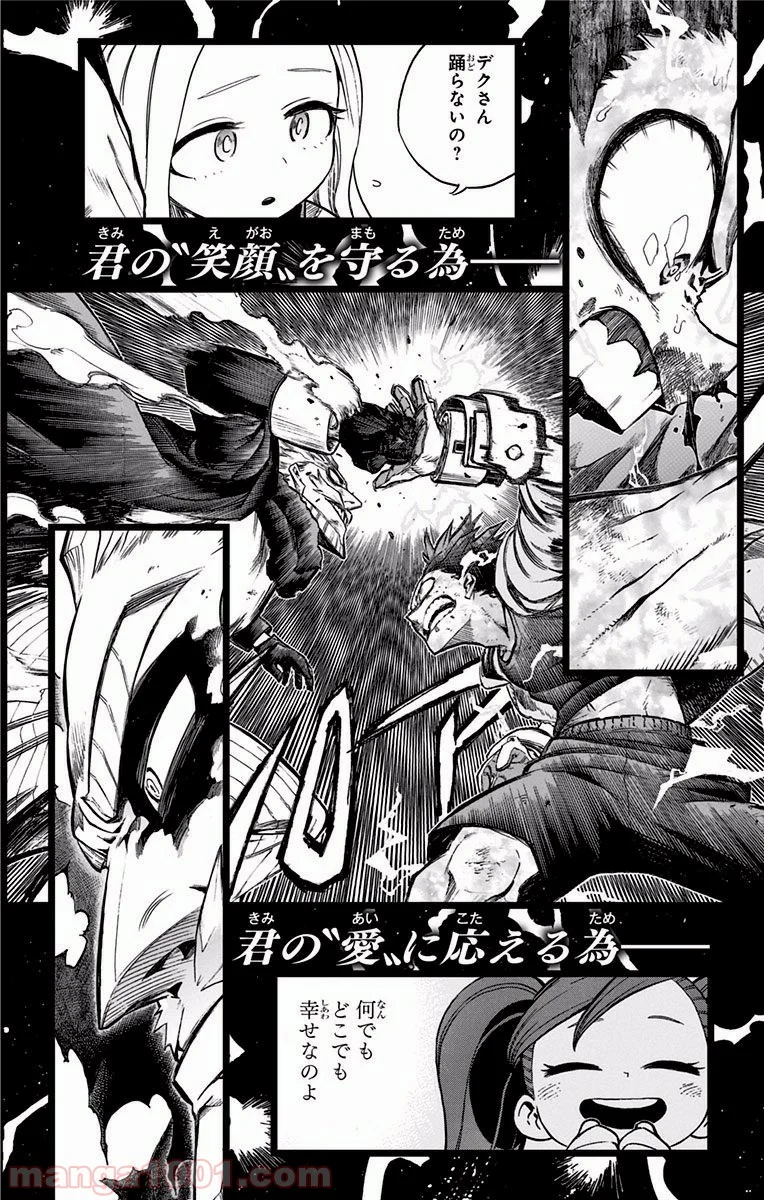 デクさん
踊らないの?
君の〝笑顔〟を守る為――
君の〝愛〟に応える為――
何でも
どこでも
幸せなのよ
manga1001.com